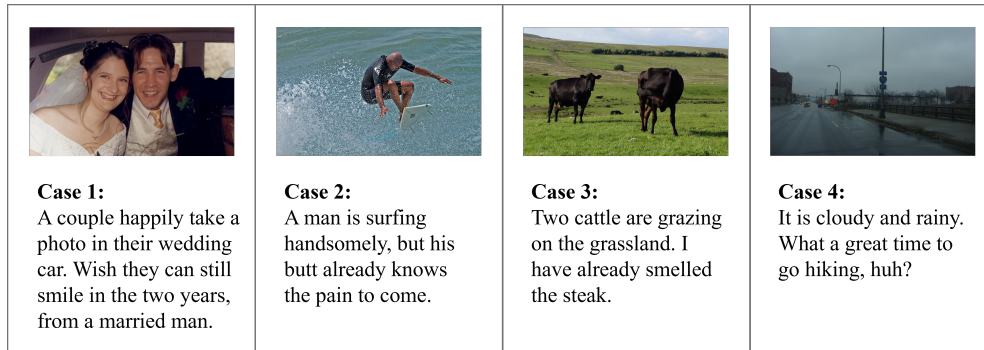 Case 1:
A couple happily take a
photo in their wedding
car. Wish they can still
smile in the two years,
from a married man.
Case 2:
A man is surfing
handsomely, but his
butt already knows
the pain to come.
Case 3:
Two cattle are grazing
on the grassland. I
have already smelled
the steak.
Case 4:
It is cloudy and rainy.
What a great time to
go hiking, huh?